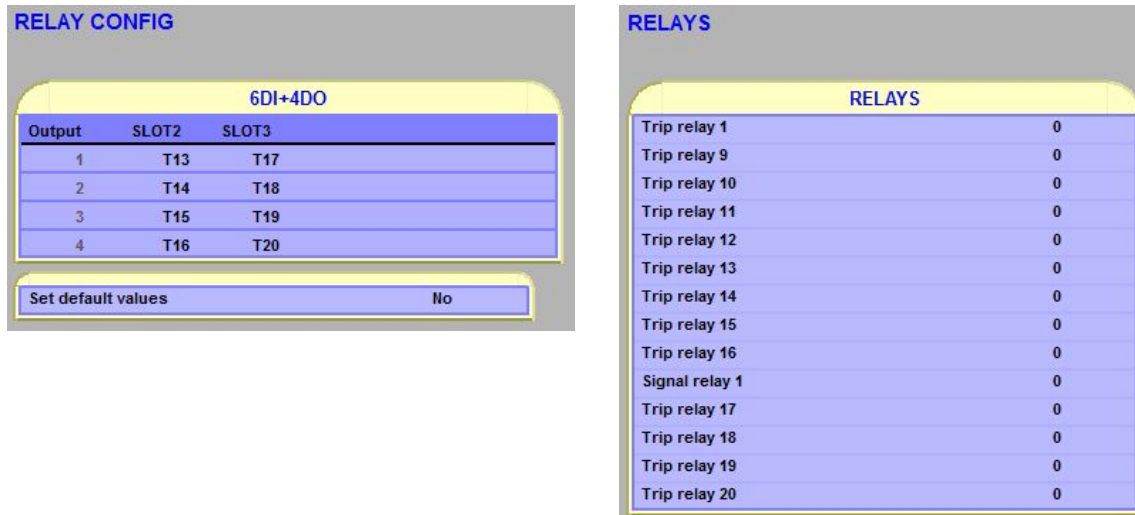 RELAY CONFIG
6DI+4DO
Output SLOT2 SLOT3
1 T13 T17
2 T14 T18
3 T15 T19
4 T16 T20
Set default values No
RELAYS
RELAYS
Trip relay 1 0
Trip relay 9 0
Trip relay 10 0
Trip relay 11 0
Trip relay 12 0
Trip relay 13 0
Trip relay 14 0
Trip relay 15 0
Trip relay 16 0
Signal relay 1 0
Trip relay 17 0
Trip relay 18 0
Trip relay 19 0
Trip relay 20 0